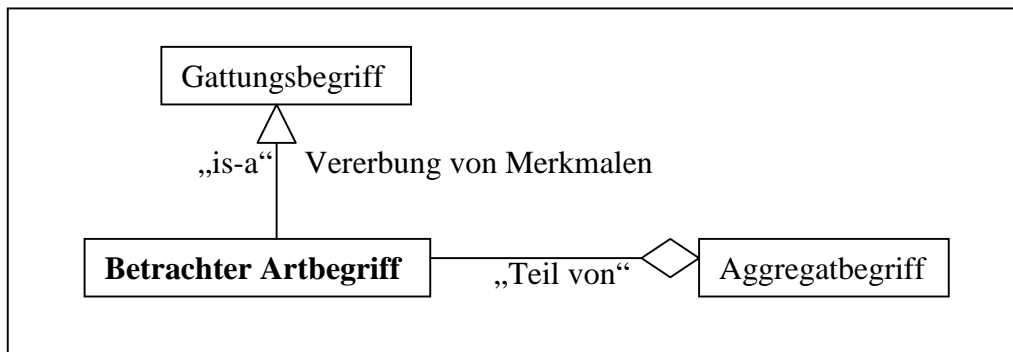 Gattungsbegriff
„is-a“ Vererbung von Merkmalen
Betrachter Artbegriff
„Teil von“
Aggregatbegriff